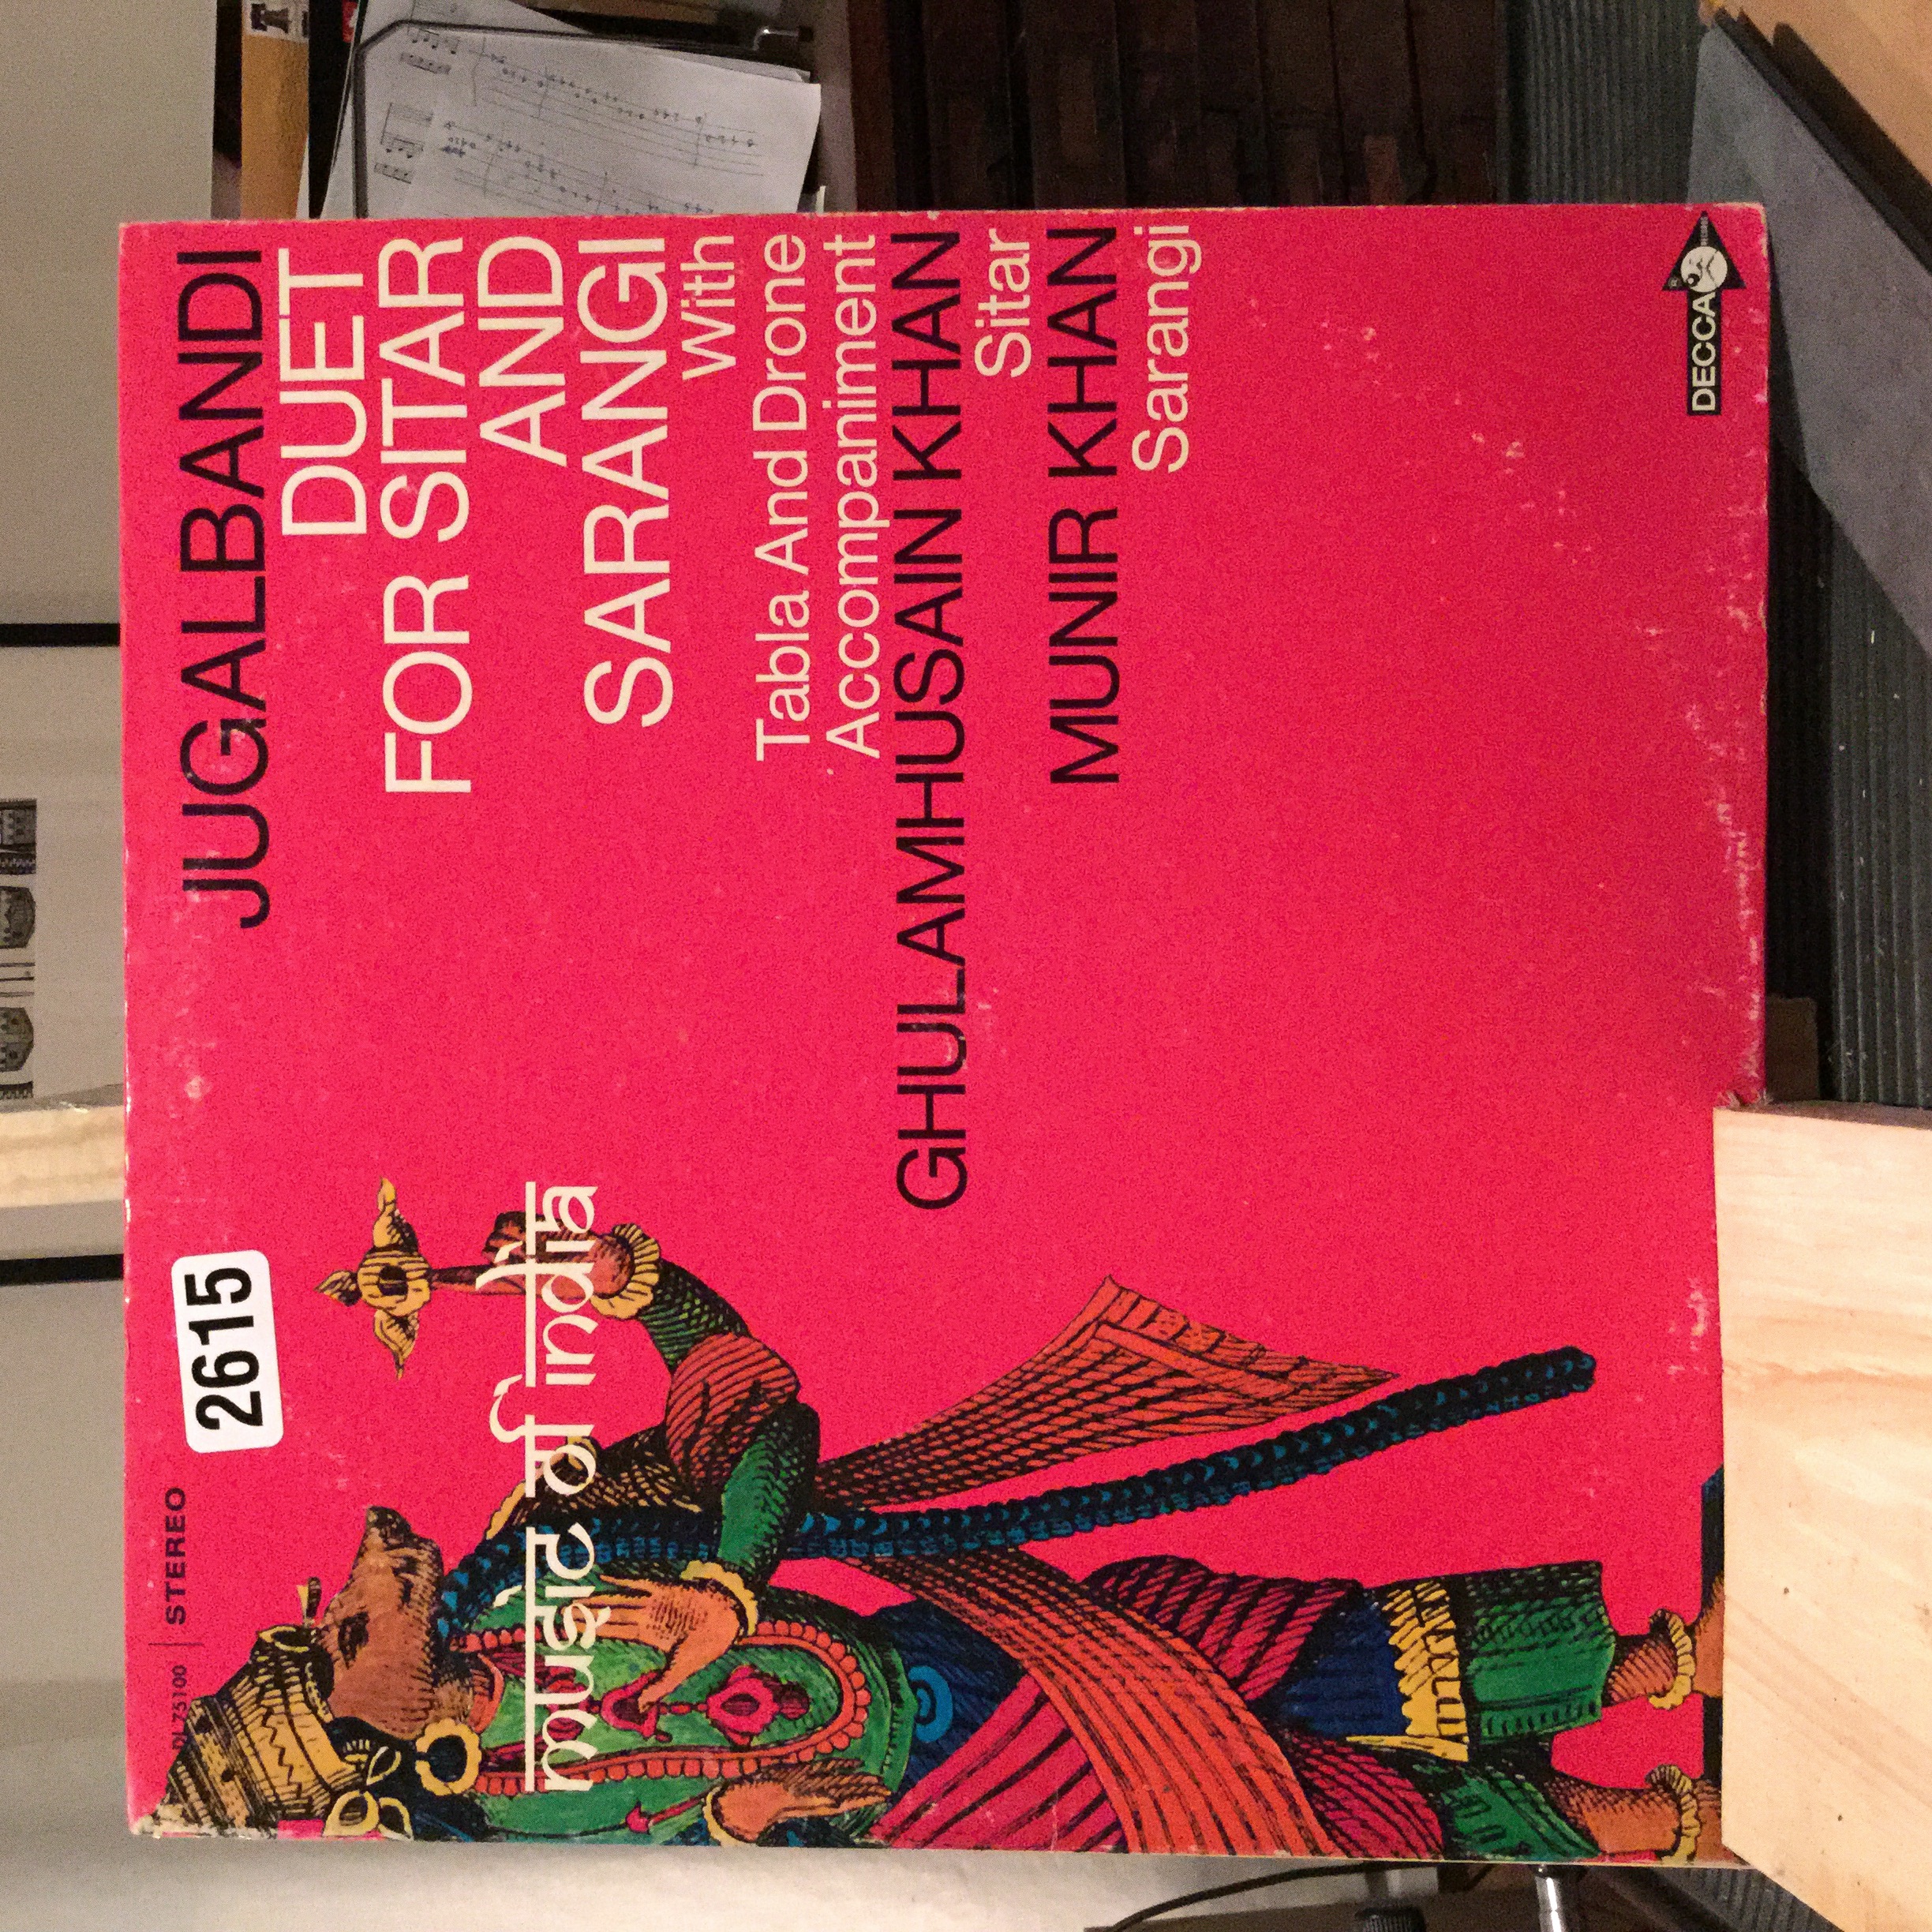 DL 75100 | STEREO
2615
music of india
JUGALBANDI
DUET
FOR SITAR
AND
SARANGI
With
Tabla And Drone
Accompaniment
GHULAMHUSAIN KHAN
Sitar
MUNIR KHAN
Sarangi
DECCA